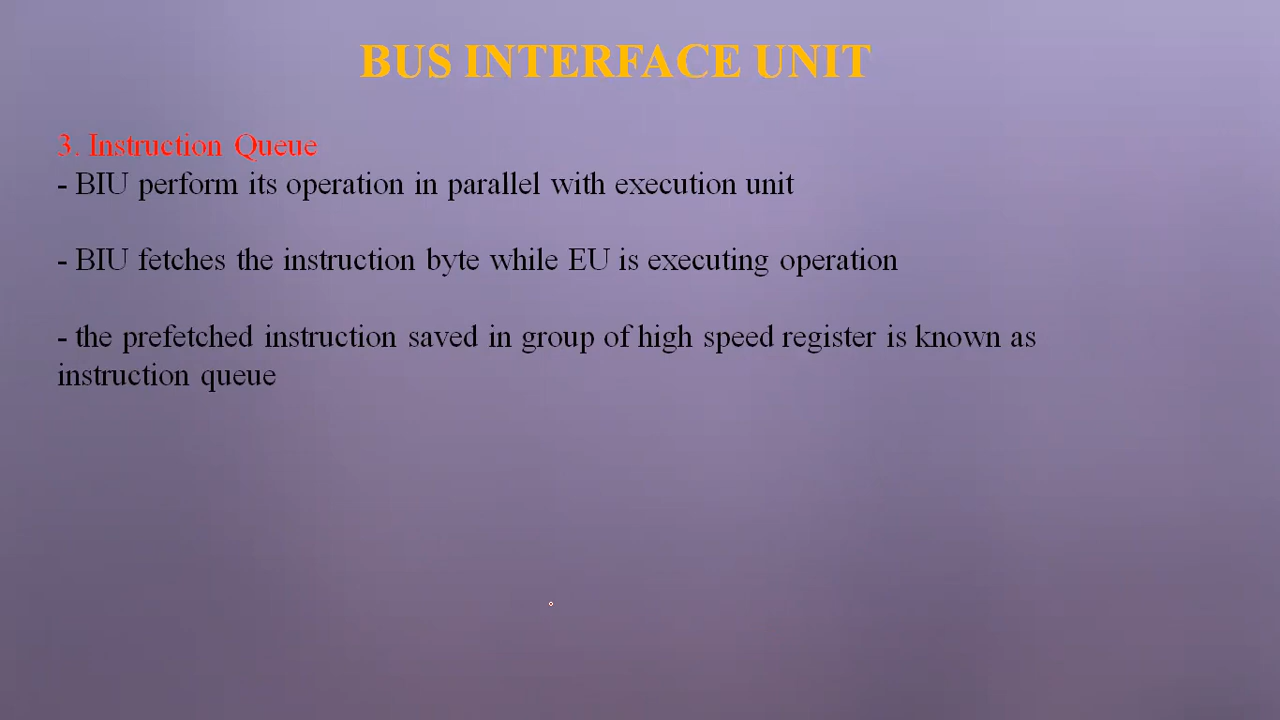 BUS INTERFACE UNIT
3. Instruction Queue
- BIU perform its operation in parallel with execution unit
- BIU fetches the instruction byte while EU is executing operation
- the prefetched instruction saved in group of high speed register is known as
instruction queue